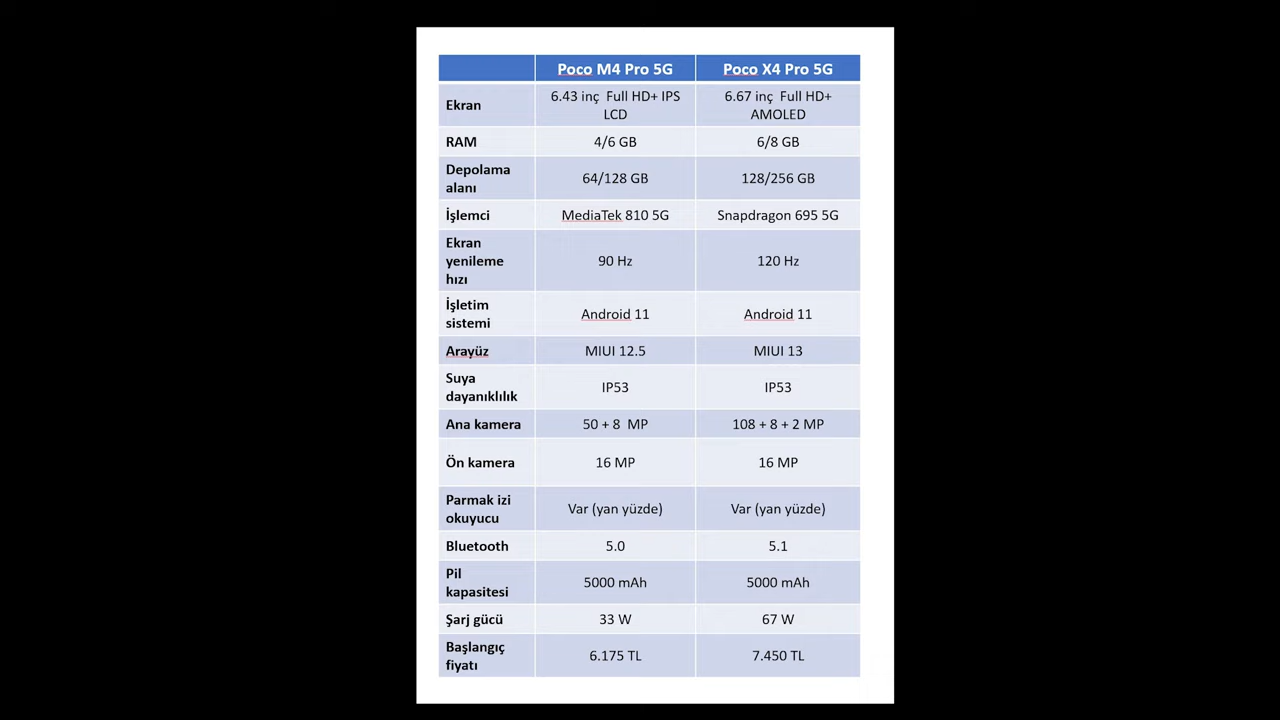 Poco M4 Pro 5G Poco X4 Pro 5G
Ekran 6.43 inç Full HD+ IPS LCD 6.67 inç Full HD+ AMOLED
RAM 4/6 GB 6/8 GB
Depolama alanı 64/128 GB 128/256 GB
İşlemci MediaTek 810 5G Snapdragon 695 5G
Ekran yenileme hızı 90 Hz 120 Hz
İşletim sistemi Android 11 Android 11
Arayüz MIUI 12.5 MIUI 13
Suya dayanıklılık IP53 IP53
Ana kamera 50 + 8 MP 108 + 8 + 2 MP
Ön kamera 16 MP 16 MP
Parmak izi okuyucu Var (yan yüzde) Var (yan yüzde)
Bluetooth 5.0 5.1
Pil kapasitesi 5000 mAh 5000 mAh
Şarj gücü 33 W 67 W
Başlangıç fiyatı 6.175 TL 7.450 TL